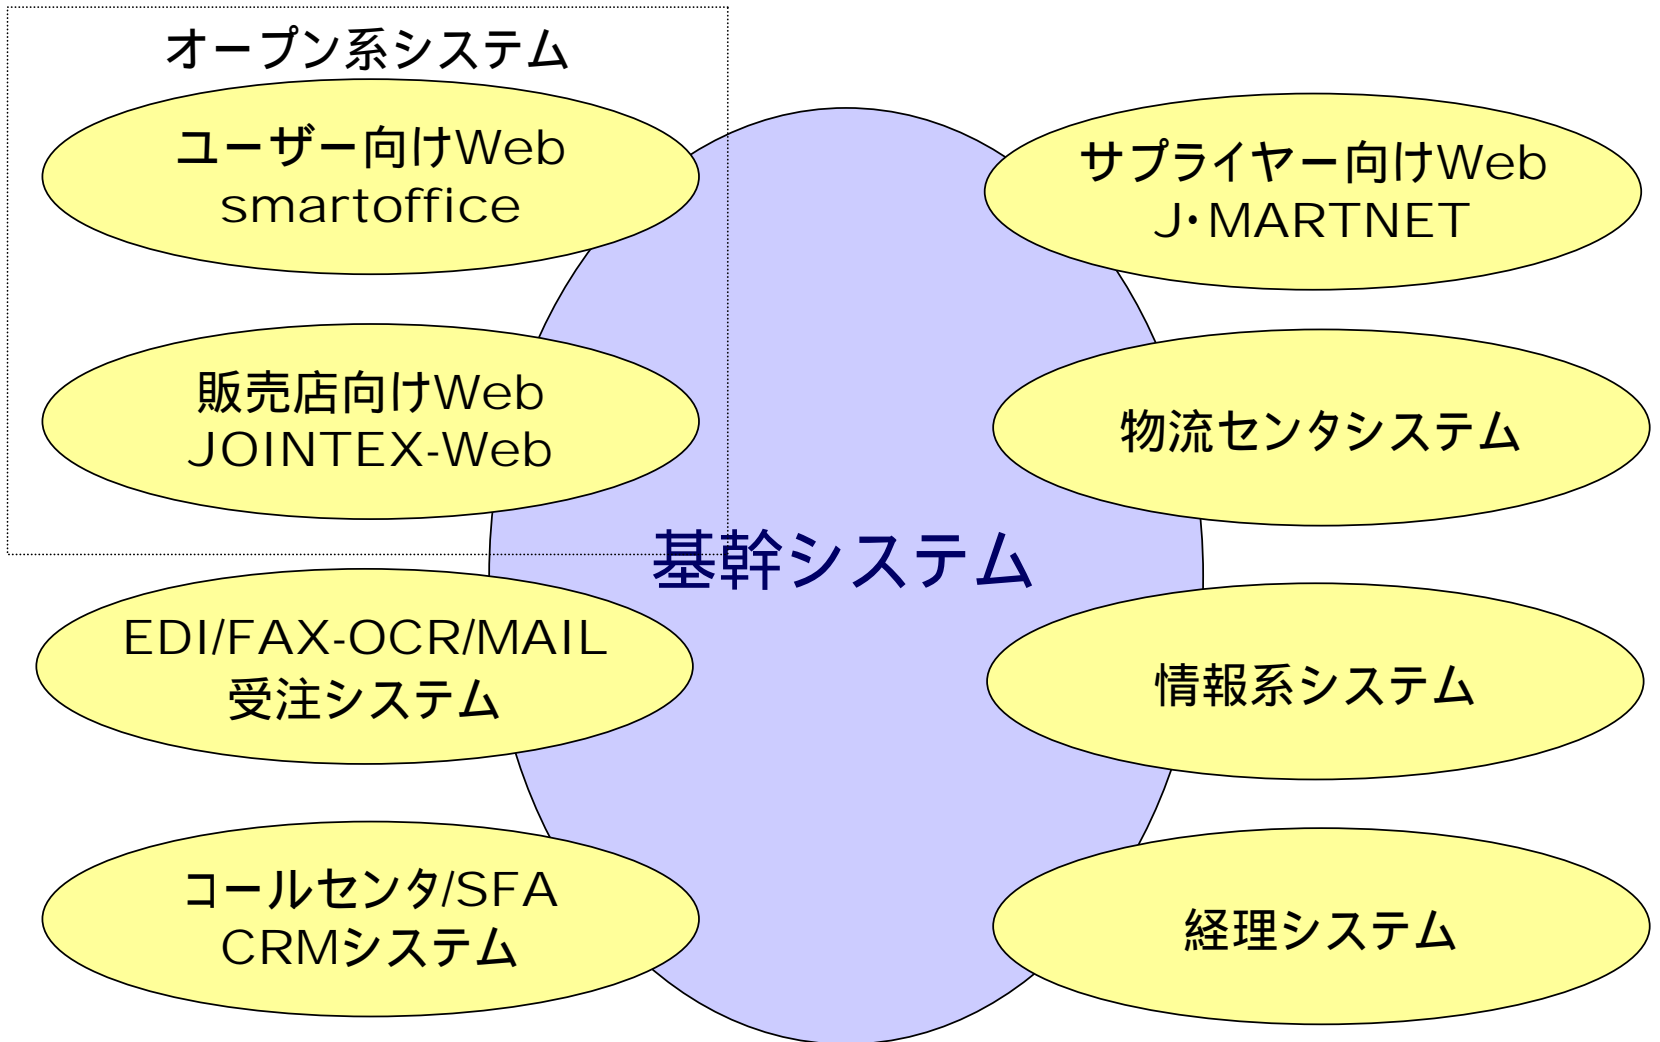 オープン系システム
ユーザー向けWeb
smartoffice
販売店向けWeb
JOINTEX-Web
EDI/FAX-OCR/MAIL
受注システム
コールセンタ/SFA
CRMシステム
基幹システム
サプライヤー向けWeb
J・MARTNET
物流センタシステム
情報系システム
経理システム